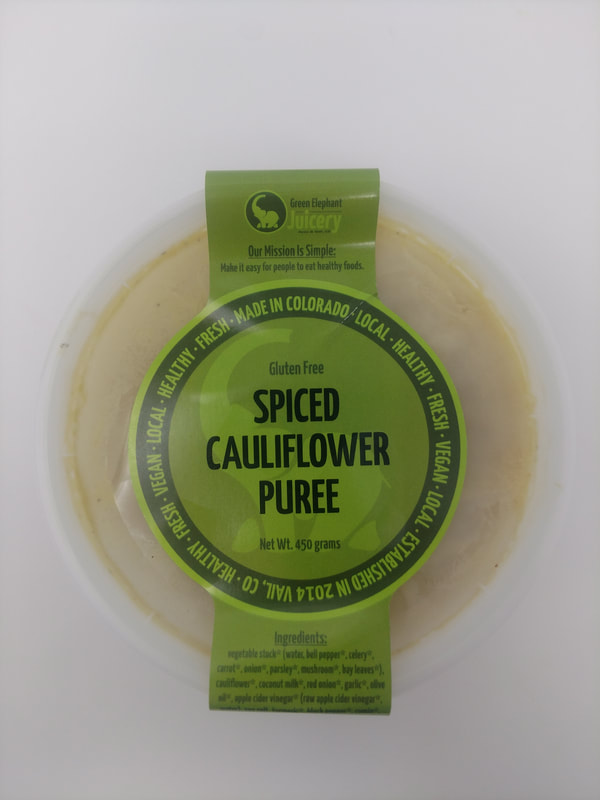 Green Elephant
Juicery
Our Mission Is Simple:
Make it easy for people to eat healthy foods.
MADE IN COLORADO · LOCAL · HEALTHY · FRESH · VEGAN · LOCAL · ESTABLISHED IN 2014 VAIL, CO · HEALTHY · FRESH · VEGAN · LOCAL · HEALTHY · FRESH ·
Gluten Free
SPICED
CAULIFLOWER
PUREE
Net Wt. 450 grams
Ingredients:
vegetable stock* (water, bell pepper*, celery*,
carrot*, onion*, parsley*, mushroom*, bay leaves*),
cauliflower*, coconut milk*, red onion*, garlic*, olive
oil*, apple cider vinegar* (raw apple cider vinegar*,